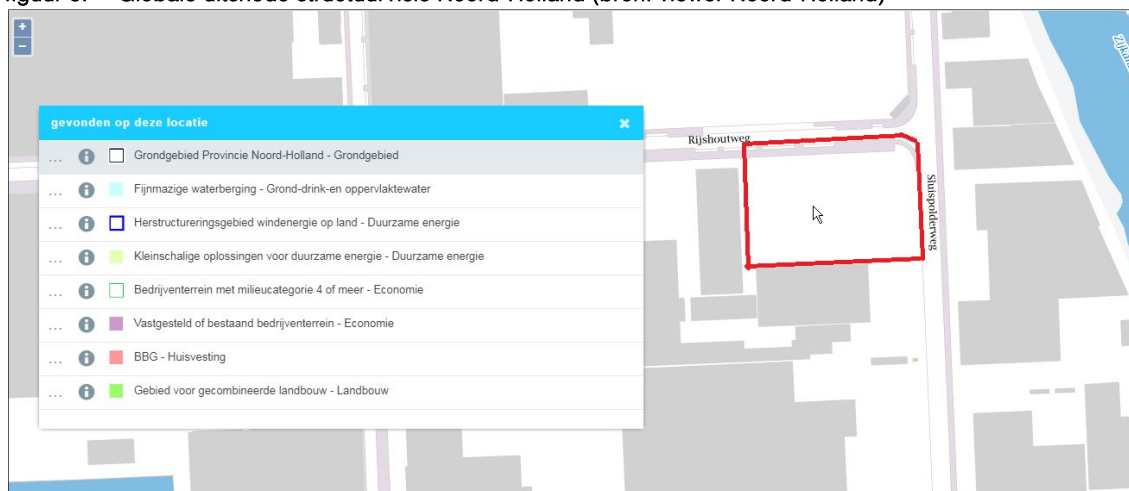 +
−
Zijkan
gevonden op deze locatie
Rijshoutweg
... Grondgebied Provincie Noord-Holland - Grondgebied
... Fijnmazige waterberging - Grond-drink-en oppervlaktewater
Sluispolderweg
... Herstructureringsgebied windenergie op land - Duurzame energie
... Kleinschalige oplossingen voor duurzame energie - Duurzame energie
... Bedrijventerrein met milieucategorie 4 of meer - Economie
... Vastgesteld of bestaand bedrijventerrein - Economie
... BBG - Huisvesting
... Gebied voor gecombineerde landbouw - Landbouw